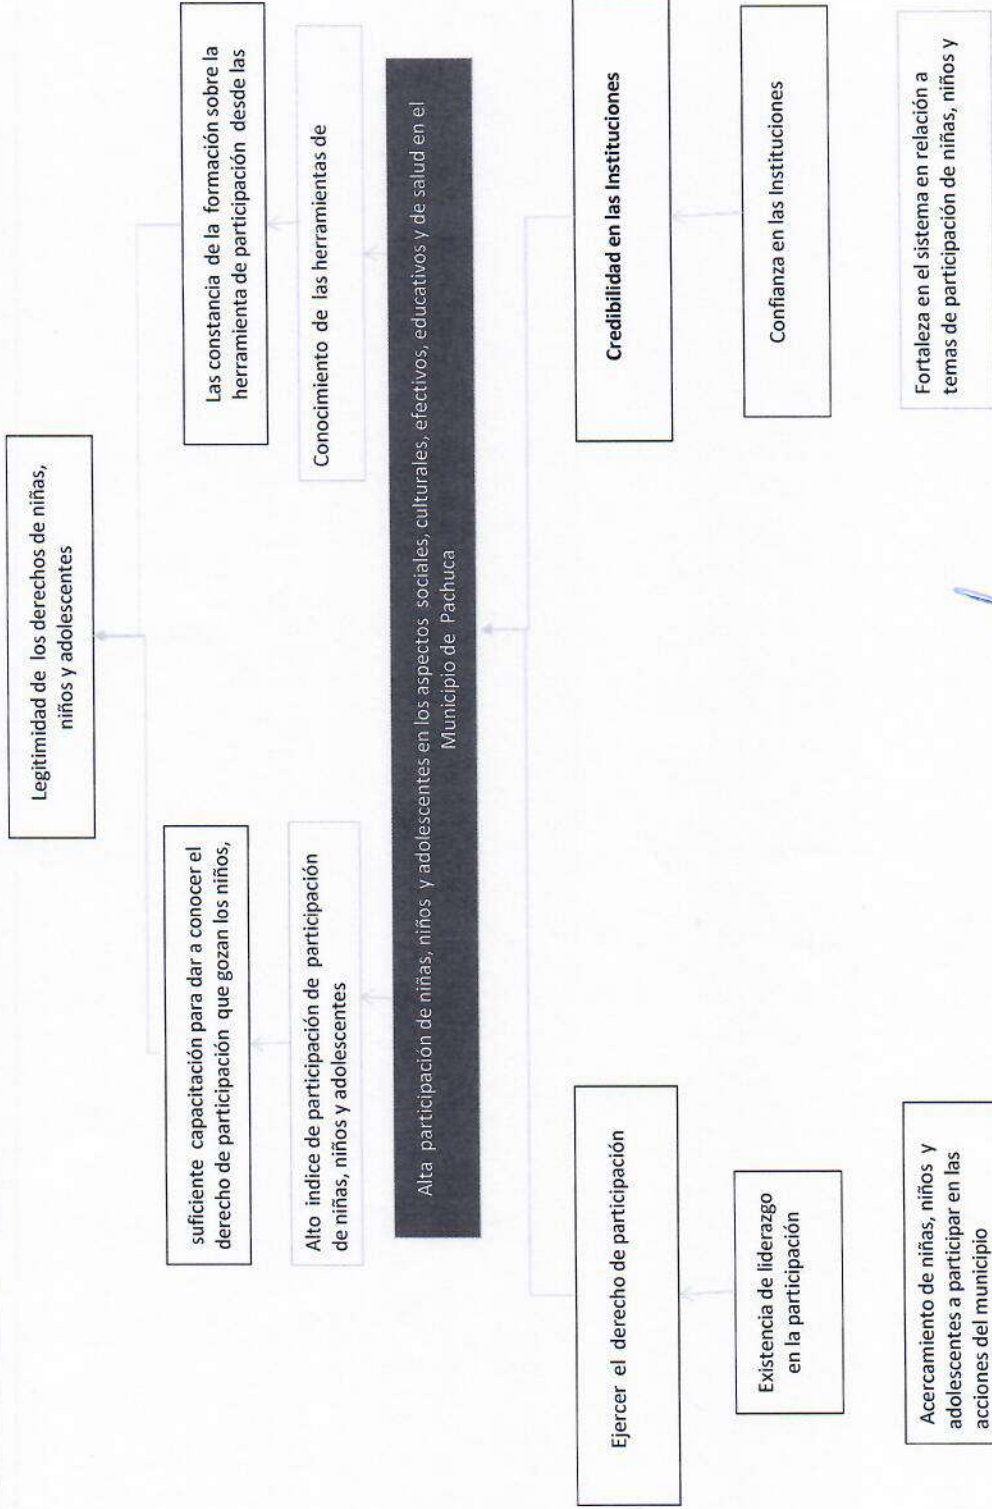 Legitimidad de los derechos de niñas,
niños y adolescentes
suficiente capacitación para dar a conocer el
derecho de participación que gozan los niños,
Las constancia de la formación sobre la
herramienta de participación desde las
Alto indice de participación de participación
de niñas, niños y adolescentes
Conocimiento de las herramientas de
Alta participación de niñas, niños y adolescentes en los aspectos sociales, culturales, efectivos, educativos y de salud en el
Municipio de Pachuca
Ejercer el derecho de participación
Credibilidad en las Instituciones
Existencia de liderazgo
en la participación
Confianza en las Instituciones
Acercamiento de niñas, niños y
adolescentes a participar en las
acciones del municipio
Fortaleza en el sistema en relación a
temas de participación de niñas, niños y